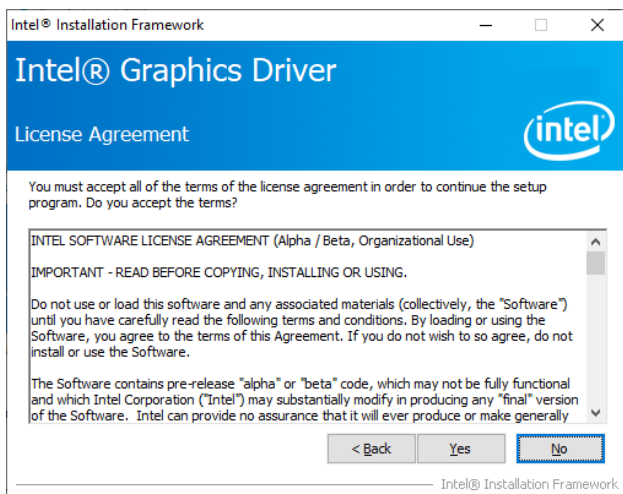 Intel® Installation Framework
Intel® Graphics Driver
License Agreement
intel
You must accept all of the terms of the license agreement in order to continue the setup
program. Do you accept the terms?
INTEL SOFTWARE LICENSE AGREEMENT (Alpha / Beta, Organizational Use)
IMPORTANT - READ BEFORE COPYING, INSTALLING OR USING.
Do not use or load this software and any associated materials (collectively, the "Software")
until you have carefully read the following terms and conditions. By loading or using the
Software, you agree to the terms of this Agreement. If you do not wish to so agree, do not
install or use the Software.
The Software contains pre-release "alpha" or "beta" code, which may not be fully functional
and which Intel Corporation ("Intel") may substantially modify in producing any "final" version
of the Software.  Intel can provide no assurance that it will ever produce or make generally
< Back
Yes
No
Intel® Installation Framework